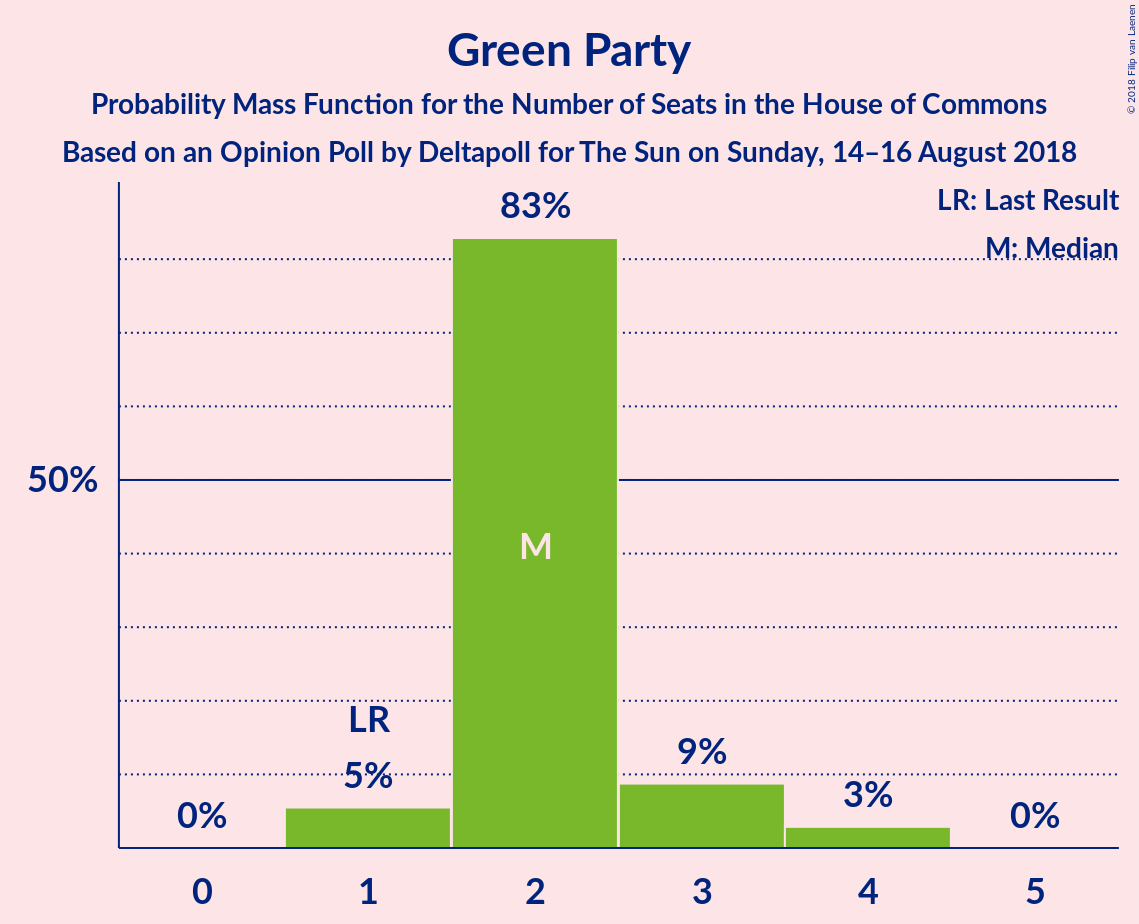 Green Party
Probability Mass Function for the Number of Seats in the House of Commons
Based on an Opinion Poll by Deltapoll for The Sun on Sunday, 14–16 August 2018
© 2018 Filip van Laenen
LR: Last Result
M: Median
83%
50%
M
LR
5%
9%
3%
0%
0%
0 1 2 3 4 5